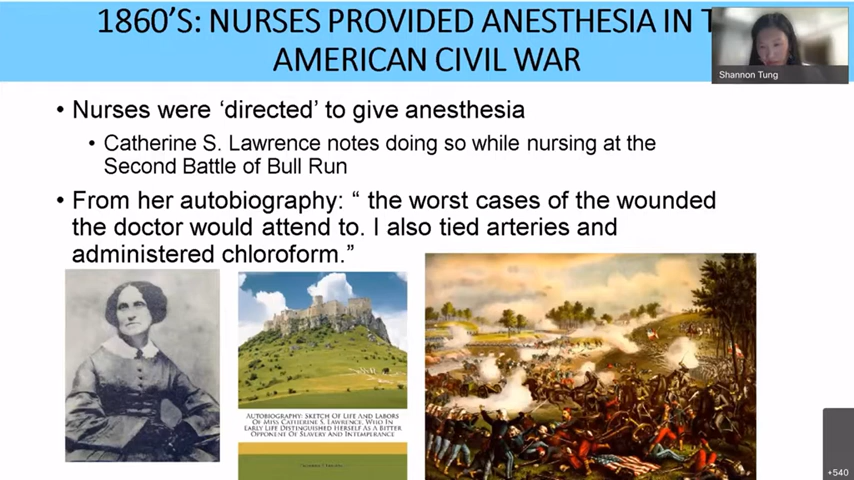 1860’S: NURSES PROVIDED ANESTHESIA IN T
AMERICAN CIVIL WAR
Shannon Tung
• Nurses were ‘directed’ to give anesthesia
• Catherine S. Lawrence notes doing so while nursing at the
Second Battle of Bull Run
• From her autobiography: “ the worst cases of the wounded
the doctor would attend to. I also tied arteries and
administered chloroform.”
AUTOBIOGRAPHY: SKETCH OF LIFE AND LABORS
OF MISS CATHERINE S. LAWRENCE, WHO IN
EARLY LIFE DISTINGUISHED HERSELF AS A BITTER
OPPONENT OF SLAVERY AND INTEMPERANCE
+540